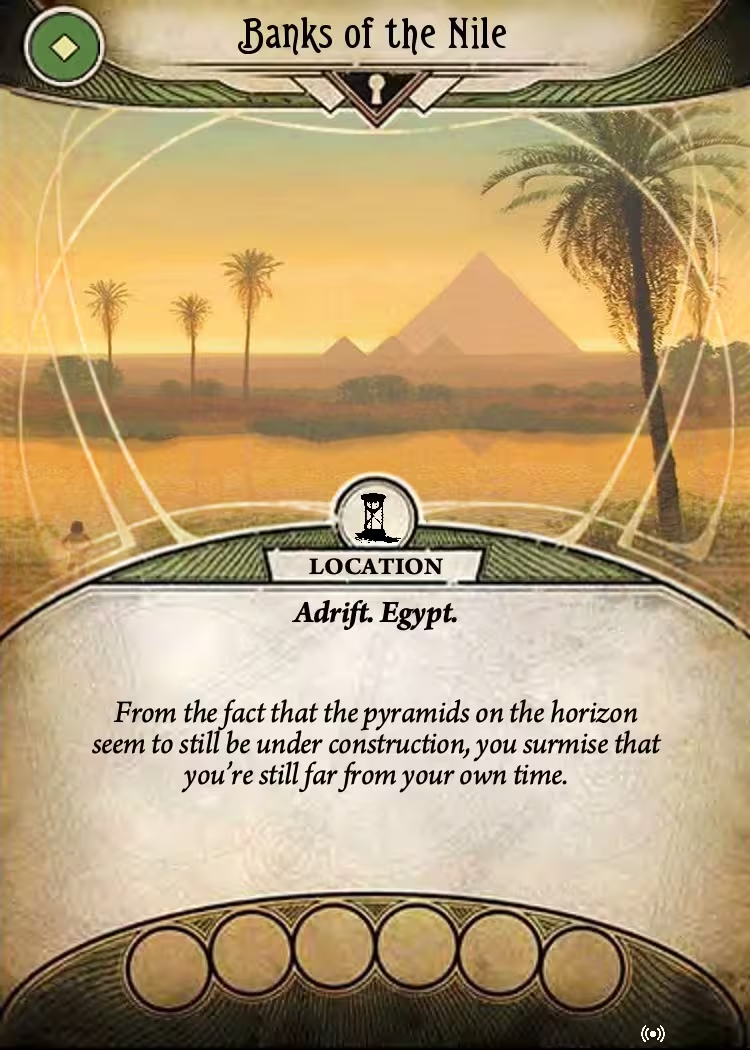 Banks of the Nile
LOCATION
Adrift. Egypt.
From the fact that the pyramids on the horizon
seem to still be under construction, you surmise that
you're still far from your own time.